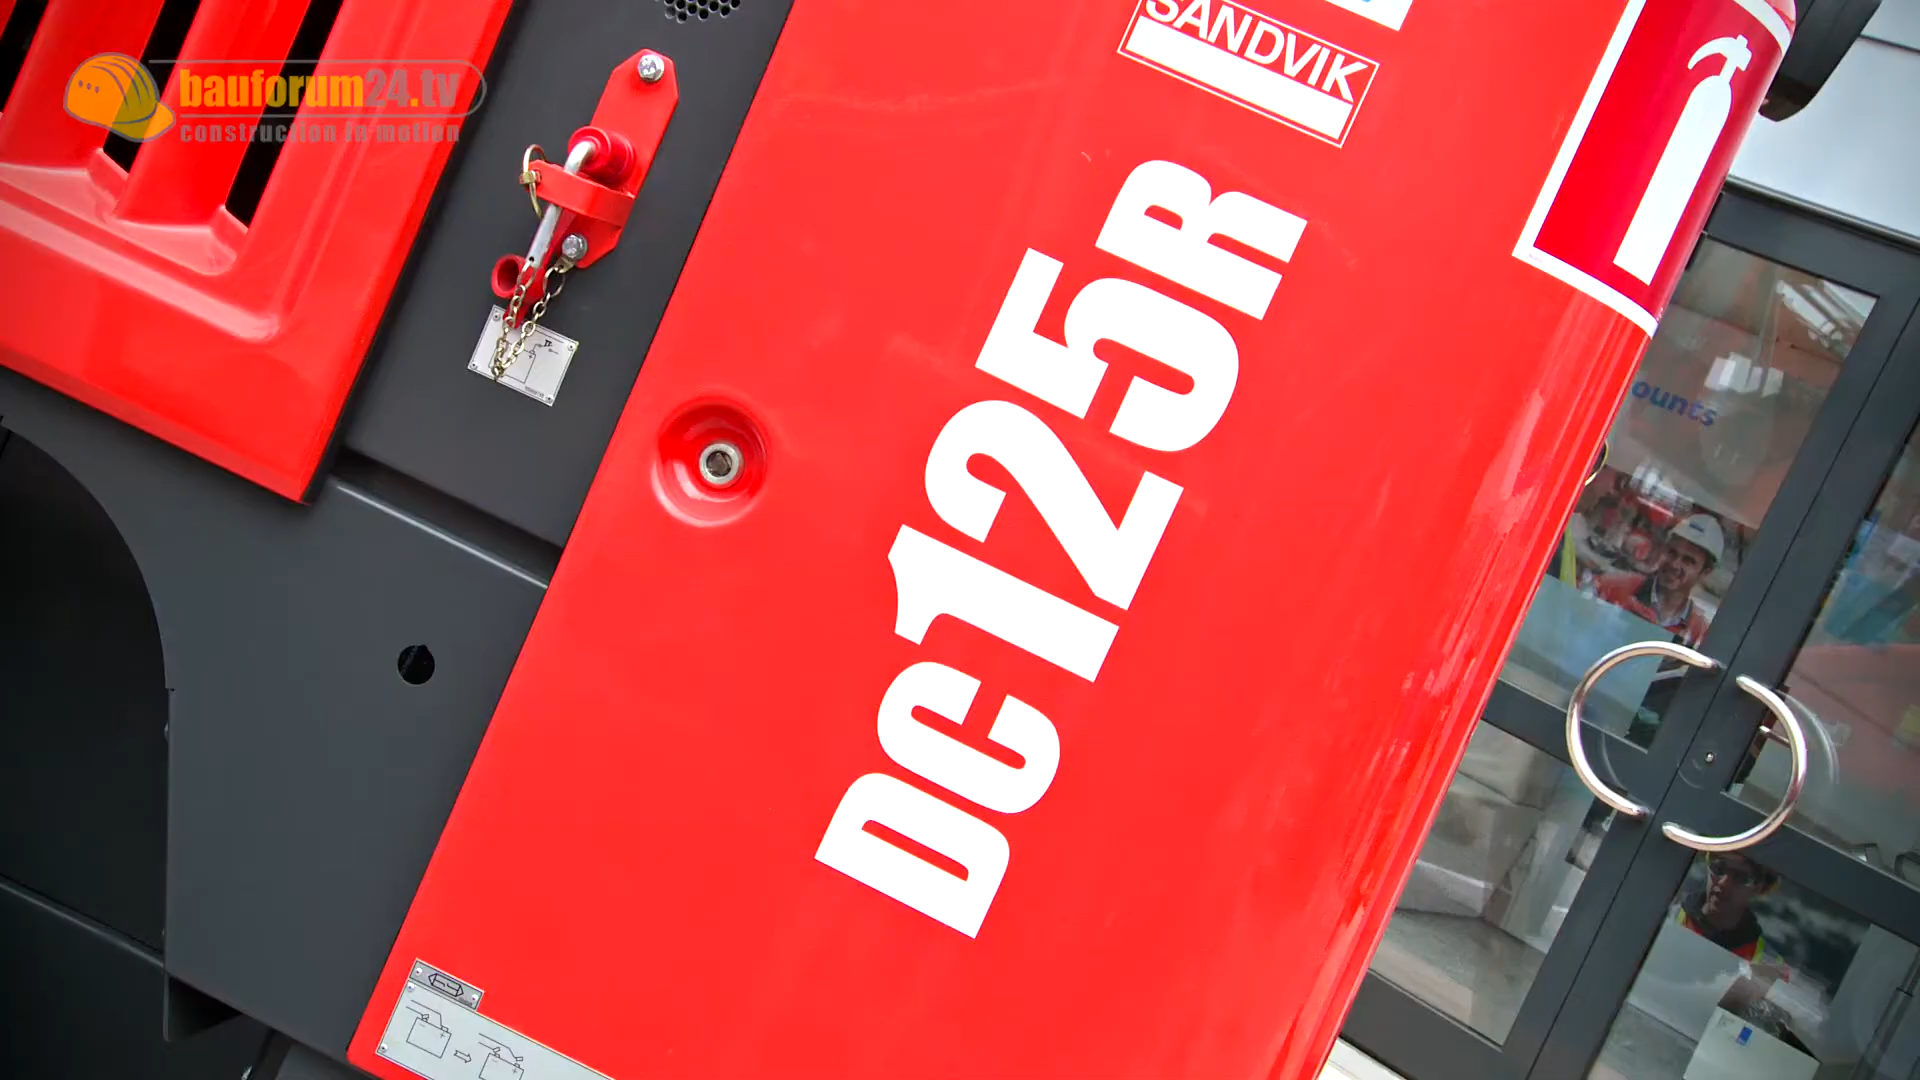 bauforum24.tv
construction in motion
SANDVIK
DC125R
ounts